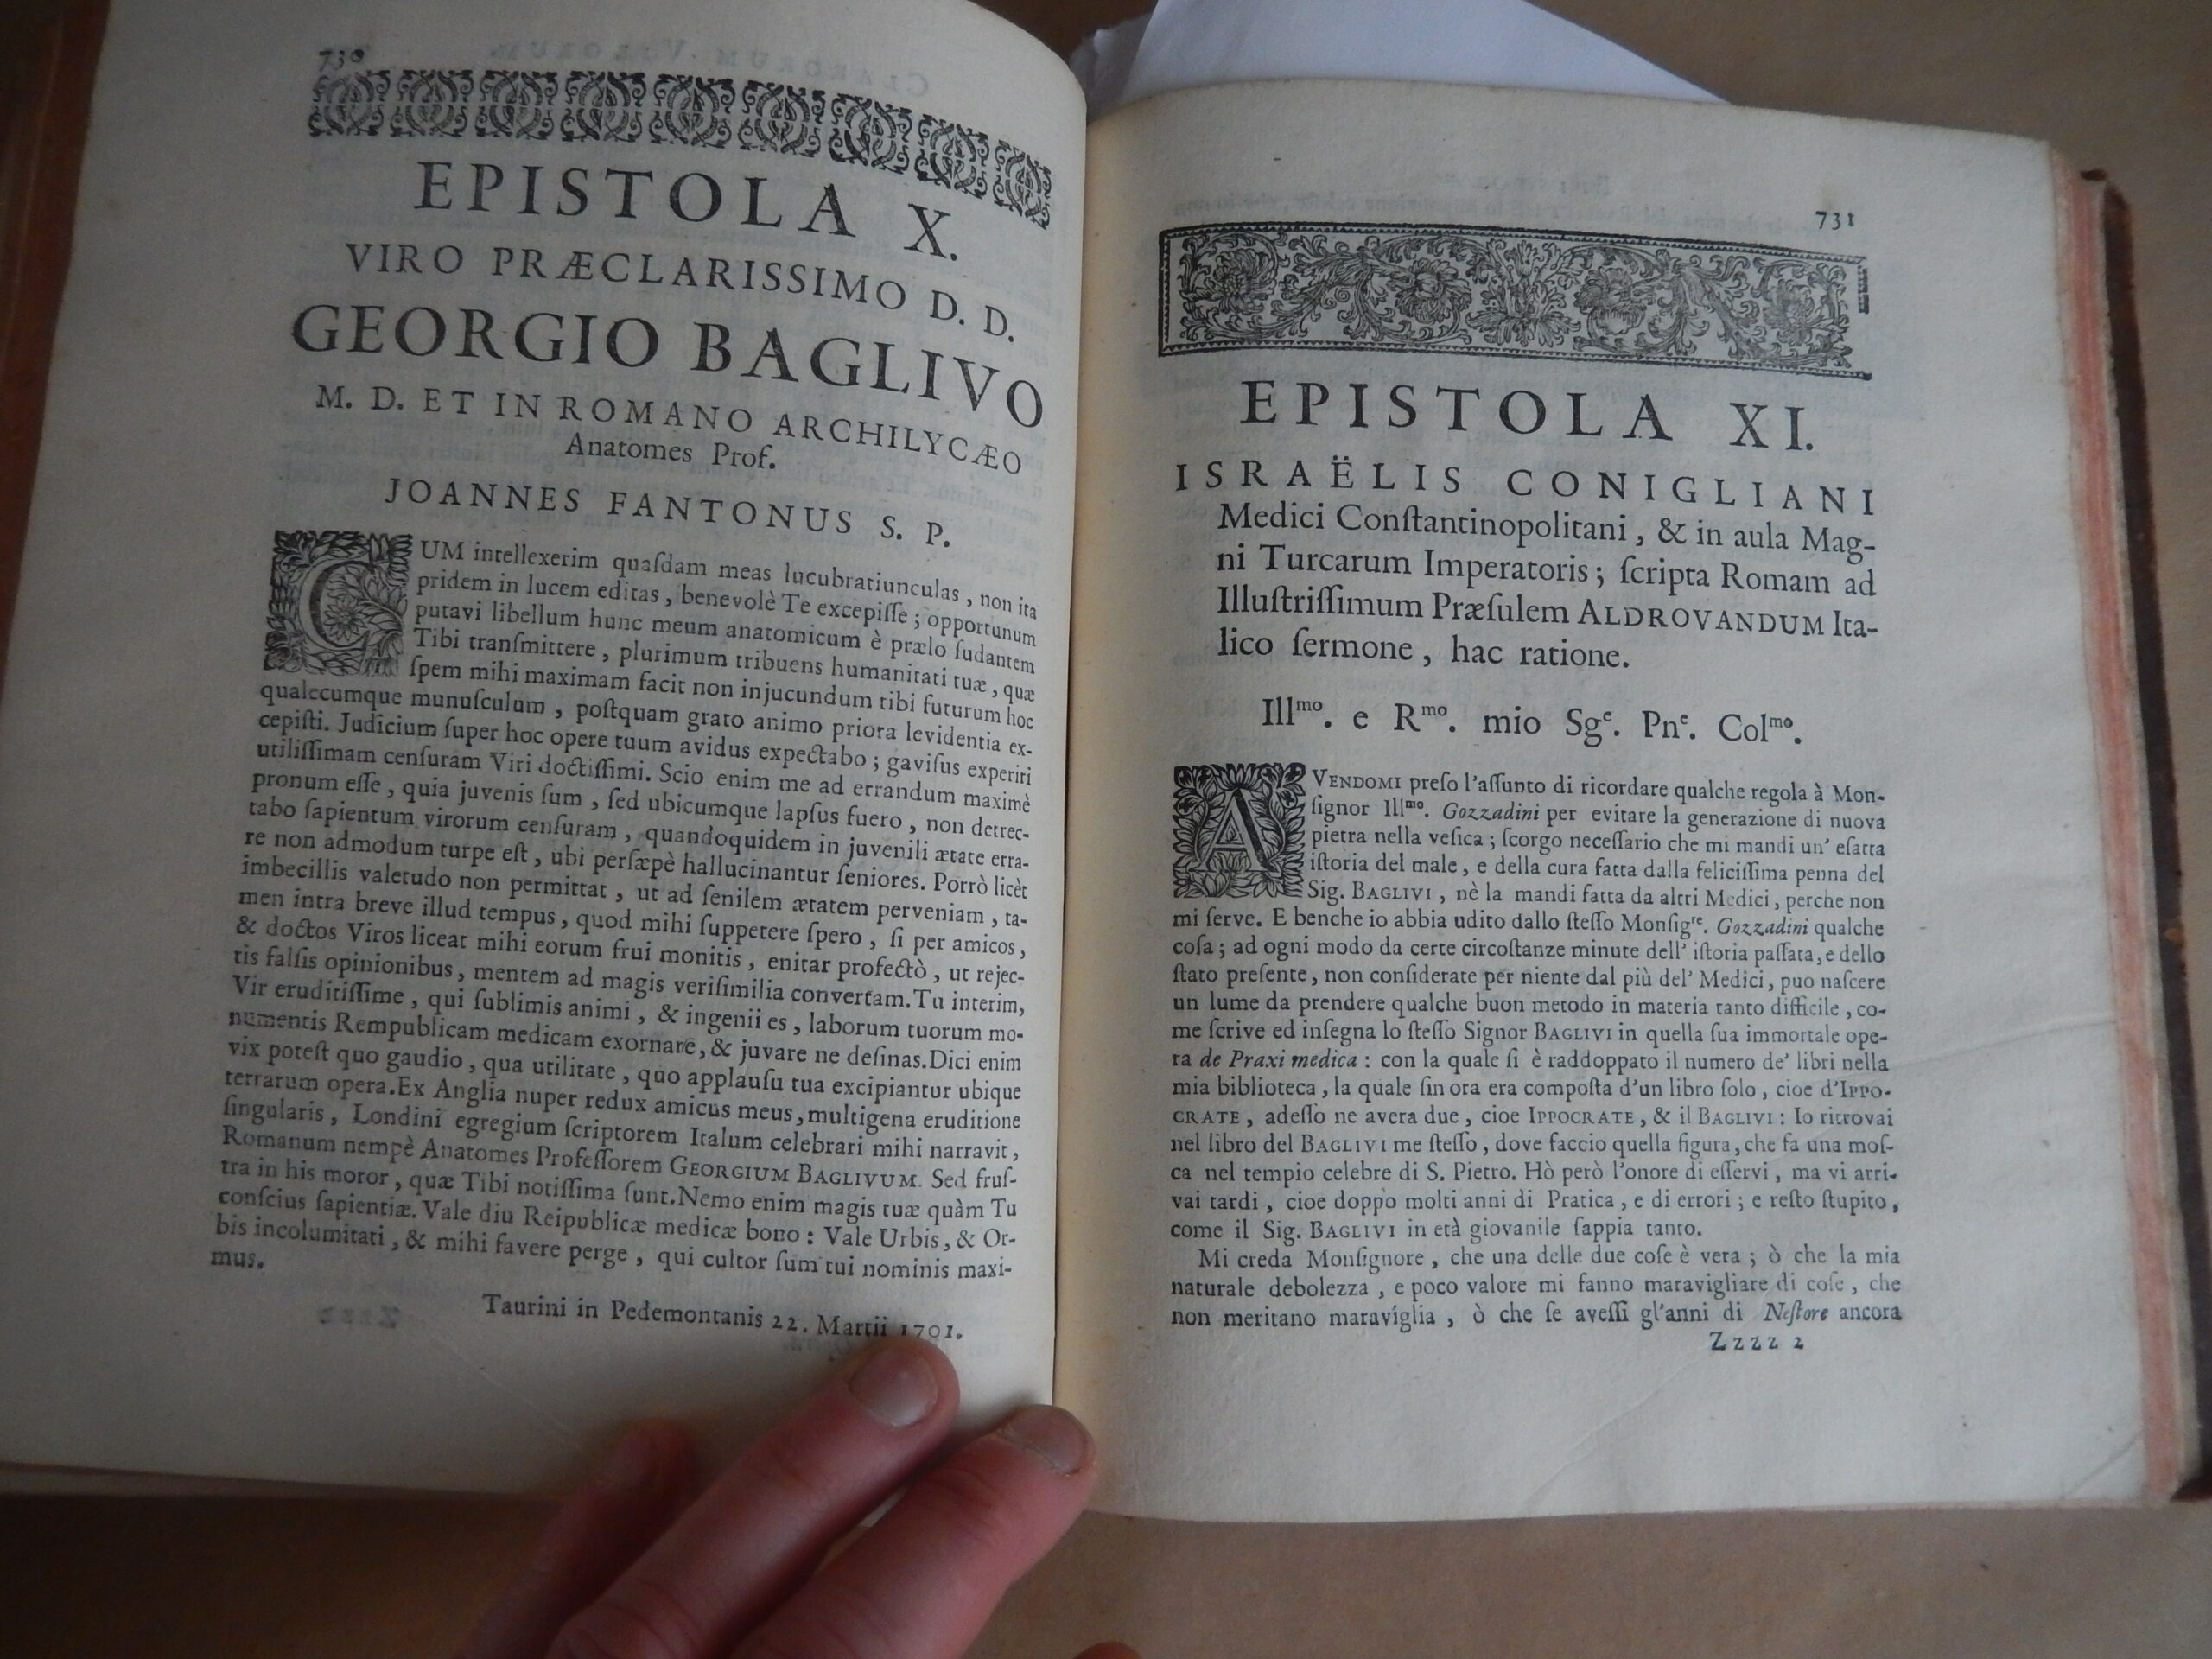 730
EPISTOLA X.
VIRO PRÆCLARISSIMO D. D.
GEORGIO BAGLIVO
M. D. ET IN ROMANO ARCHILYCÆO
Anatomes Prof.
JOANNES FANTONUS S. P.
CUM intellexerim quaſdam meas lucubratiunculas, non ita
pridem in lucem editas, benevolè Te excepiſſe; opportunum
putavi libellum hunc meum anatomicum è prælo ſudantem
Tibi tranſmittere, plurimum tribuens humanitati tuæ, quæ
ſpem mihi maximam facit non injucundum tibi futurum hoc
qualecumque munuſculum, poſtquam grato animo priora levidentia ex-
cepiſti. Judicium ſuper hoc opere tuum avidus expectabo; gaviſus experiri
utiliſſimam cenſuram Viri doctiſſimi. Scio enim me ad errandum maximè
pronum eſſe, quia juvenis ſum, ſed ubicumque lapſus fuero, non detrec-
tabo ſapientum virorum cenſuram, quandoquidem in juvenili ætate erra-
re non admodum turpe eſt, ubi perſæpè hallucinantur ſeniores. Porrò licèt
imbecillis valetudo non permittat, ut ad ſenilem ætatem perveniam, ta-
men intra breve illud tempus, quod mihi ſuppetere ſpero, ſi per amicos,
& doctos Viros liceat mihi eorum frui monitis, enitar profectò, ut rejec-
tis falſis opinionibus, mentem ad magis veriſimilia convertam. Tu interim,
Vir eruditiſſime, qui ſublimis animi, & ingenii es, laborum tuorum mo-
numentis Rempublicam medicam exornare, & juvare ne deſinas. Dici enim
vix poteſt quo gaudio, qua utilitate, quo applauſu tua excipiantur ubique
terrarum opera. Ex Anglia nuper redux amicus meus, multigena eruditione
ſingularis, Londini egregium ſcriptorem Italum celebrari mihi narravit,
Romanum nempè Anatomes Profeſſorem GEORGIUM BAGLIVUM. Sed fruſ-
tra in his moror, quæ Tibi notiſſima ſunt. Nemo enim magis tuæ quàm Tu
conſcius ſapientiæ. Vale diu Reipublicæ medicæ bono: Vale Urbis, & Or-
bis incolumitati, & mihi favere perge, qui cultor ſum tui nominis maxi-
mus.
Taurini in Pedemontanis 22. Martii 1701.
731
EPISTOLA XI.
ISRAËLIS CONIGLIANI
Medici Conſtantinopolitani, & in aula Mag-
ni Turcarum Imperatoris; ſcripta Romam ad
Illuſtriſſimum Præſulem ALDROVANDUM Ita-
lico ſermone, hac ratione.
Illmo. e Rmo. mio Sge. Pne. Colmo.
AVENDOMI preſo l'aſſunto di ricordare qualche regola à Mon-
ſignor Illmo. Gozzadini per evitare la generazione di nuova
pietra nella veſica; ſcorgo neceſſario che mi mandi un' eſatta
iſtoria del male, e della cura fatta dalla feliciſſima penna del
Sig. BAGLIVI, nè la mandi fatta da altri Medici, perche non
mi ſerve. E benche io abbia udito dallo ſteſſo Monſigre. Gozzadini qualche
coſa; ad ogni modo da certe circoſtanze minute dell' iſtoria paſſata, e dello
ſtato preſente, non conſiderate per niente dal più del' Medici, puo naſcere
un lume da prendere qualche buon metodo in materia tanto difficile, co-
me ſcrive ed inſegna lo ſteſſo Signor BAGLIVI in quella ſua immortale ope-
ra de Praxi medica: con la quale ſi è raddoppato il numero de' libri nella
mia biblioteca, la quale ſin ora era compoſta d'un libro ſolo, cioe d'IPPO-
CRATE, adeſſo ne avera due, cioe IPPOCRATE, & il BAGLIVI: Io ritrovai
nel libro del BAGLIVI me ſteſſo, dove faccio quella figura, che fa una moſ-
ca nel tempio celebre di S. Pietro. Hò però l'onore di eſſervi, ma vi arri-
vai tardi, cioe doppo molti anni di Pratica, e di errori; e reſto ſtupito,
come il Sig. BAGLIVI in età giovanile ſappia tanto.
Mi creda Monſignore, che una delle due coſe è vera; ò che la mia
naturale debolezza, e poco valore mi fanno maravigliare di coſe, che
non meritano maraviglia, ò che ſe aveſſi gl'anni di Neſtore ancora
Zzzz 2